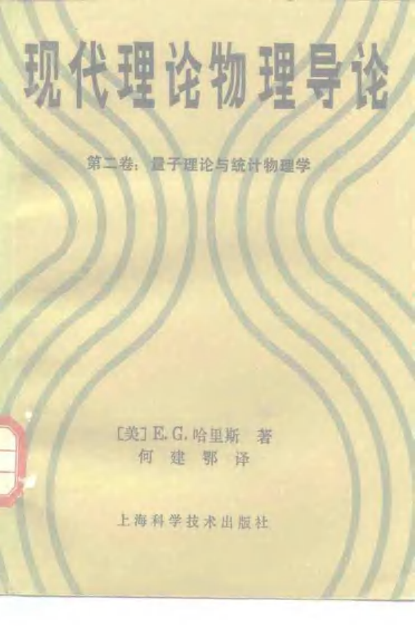 现代理论物理导论
第二卷：量子理论与统计物理学
[美] E.G.哈里斯 著
何建鄂 译
上海科学技术出版社